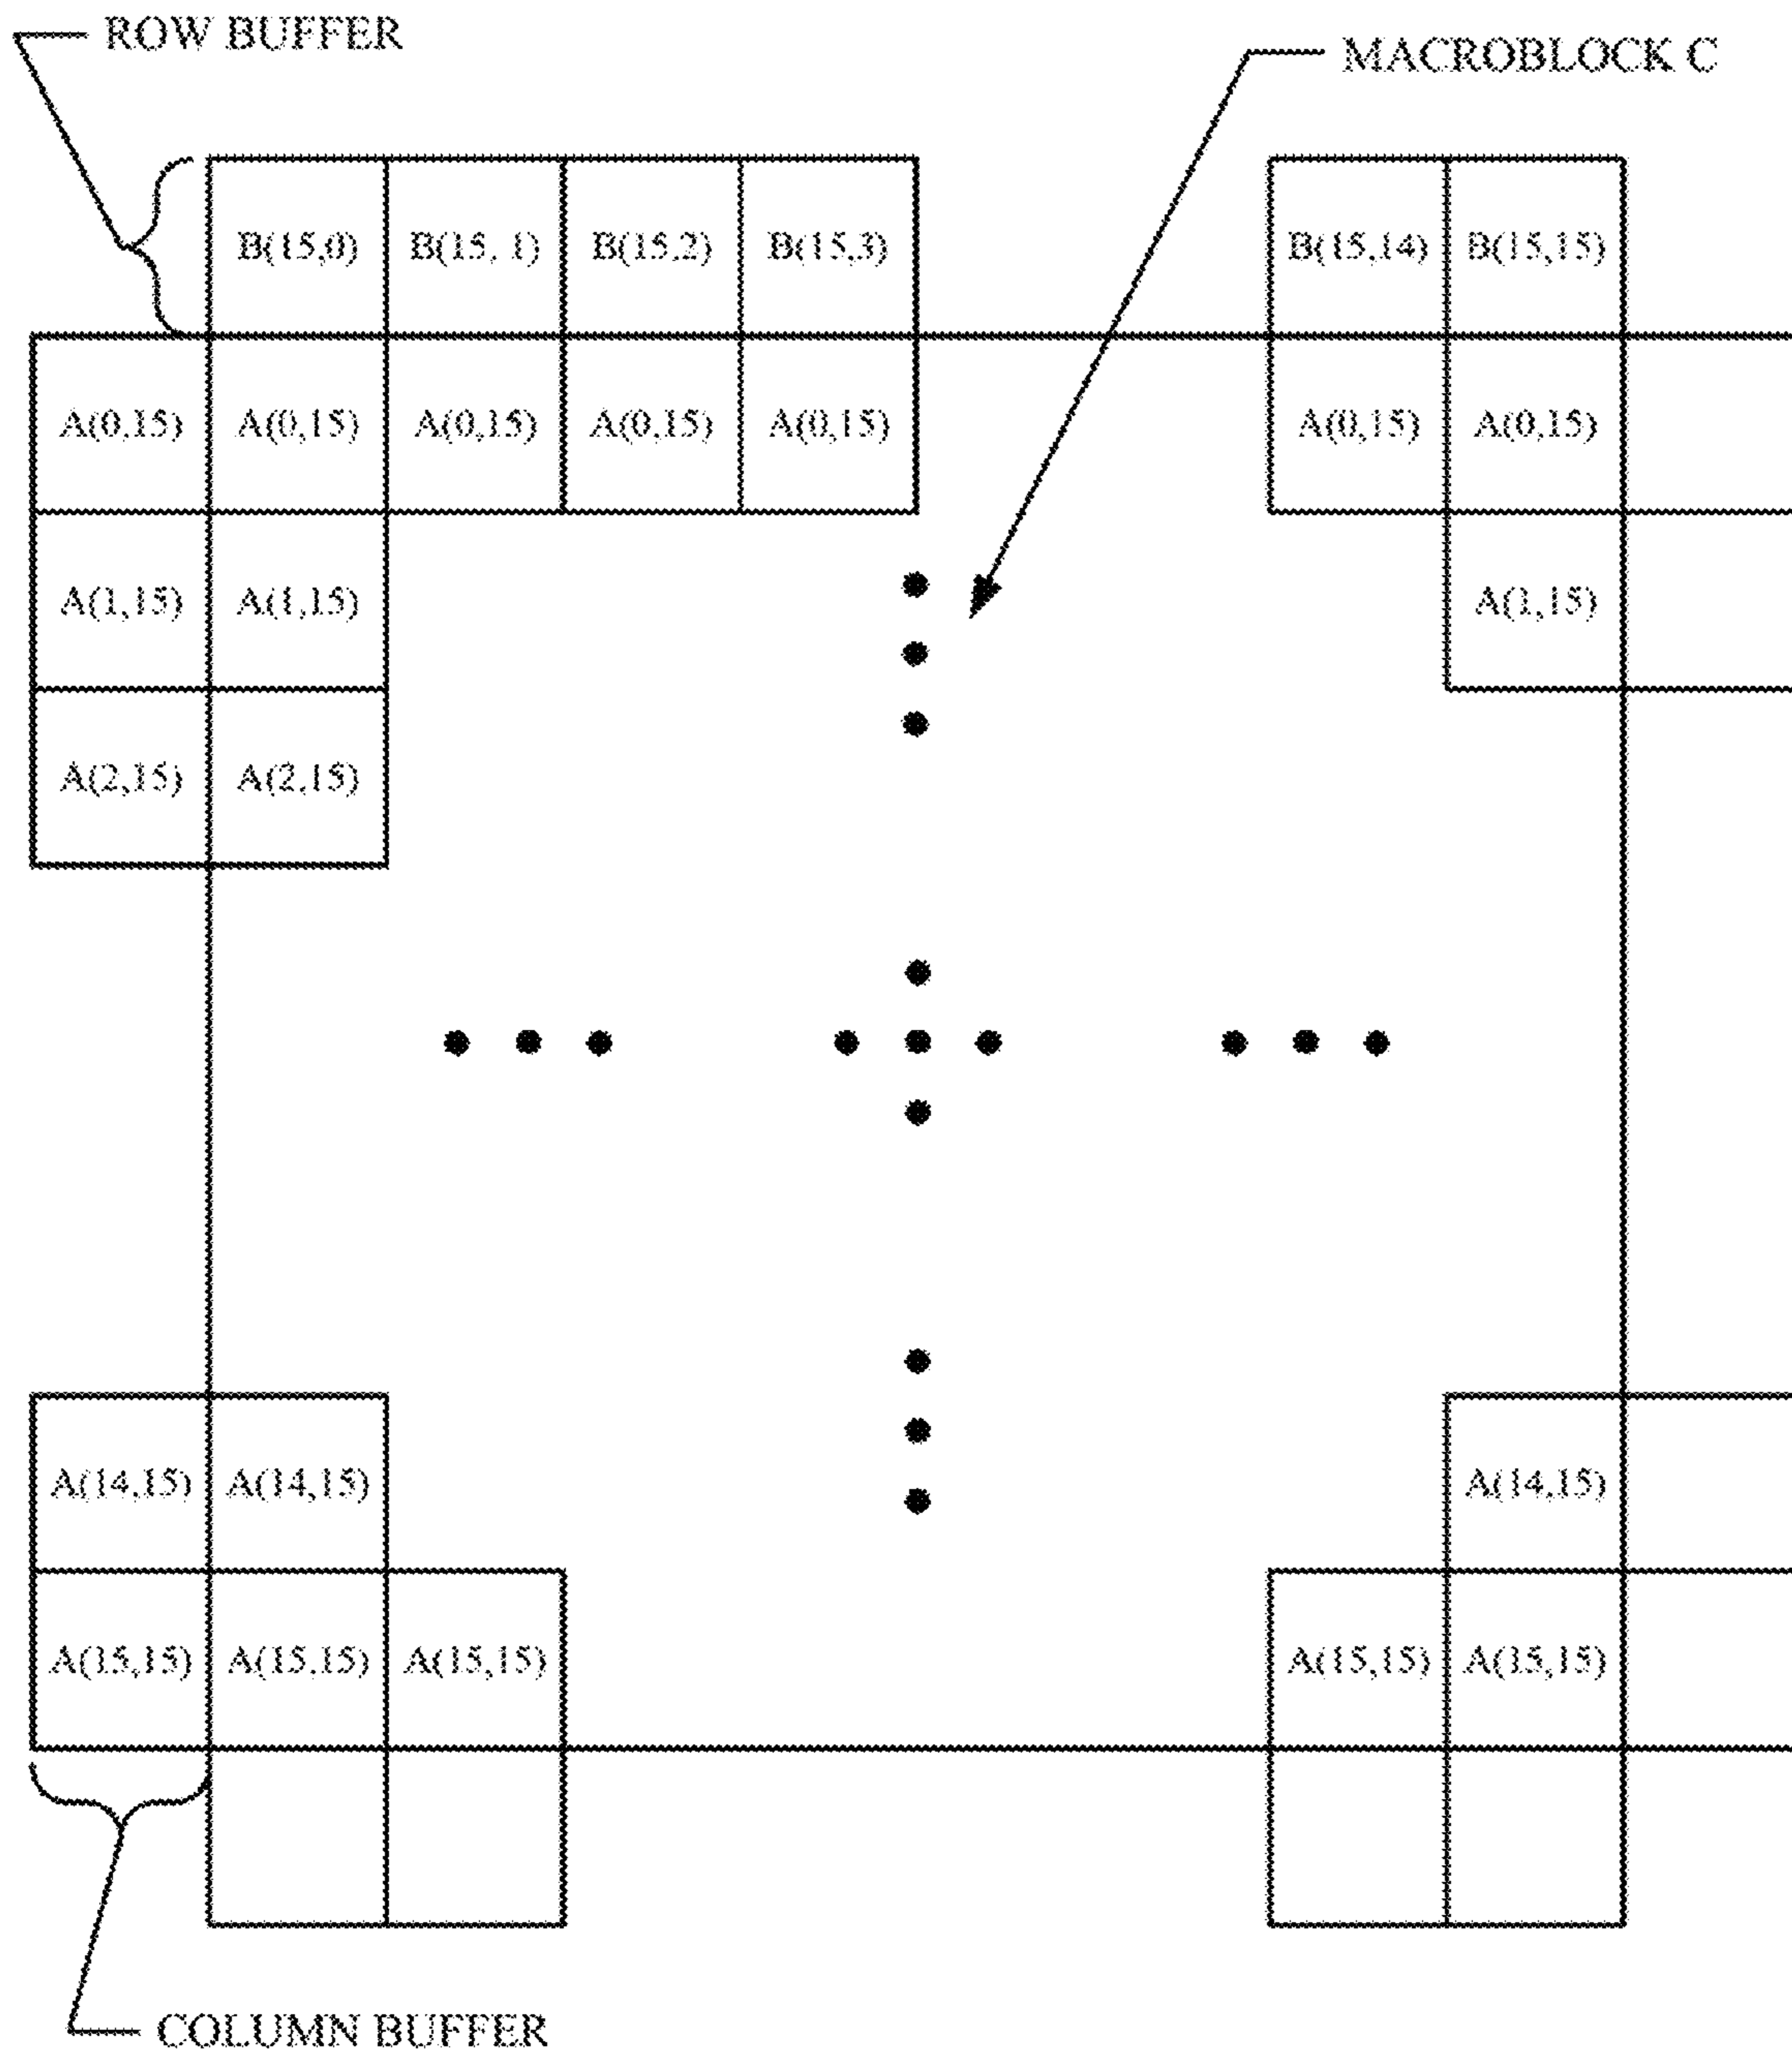 ROW BUFFER
MACROBLOCK C
B(15,0) B(15, 1) B(15,2) B(15,3) B(15,14) B(15,15)
A(0,15) A(0,15) A(0,15) A(0,15) A(0,15) A(0,15) A(0,15)
A(1,15) A(1,15) A(1,15)
A(2,15) A(2,15)
A(14,15) A(14,15) A(14,15)
A(15,15) A(15,15) A(15,15) A(15,15) A(15,15)
COLUMN BUFFER